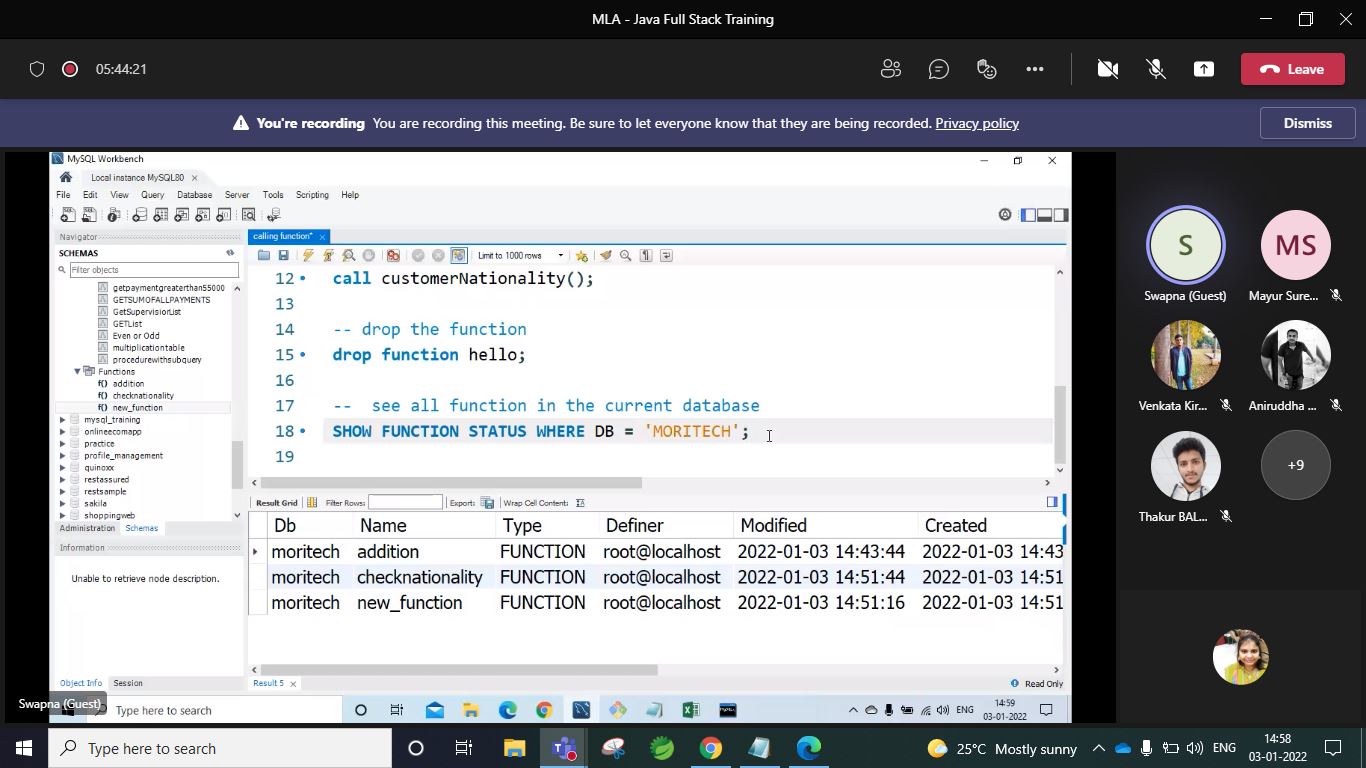 MLA - Java Full Stack Training
05:44:21
Leave
You're recording You are recording this meeting. Be sure to let everyone know that they are being recorded. Privacy policy
Dismiss
MySQL Workbench
Local instance MySQL80
File Edit View Query Database Server Tools Scripting Help
Navigator
SCHEMAS
Filter objects
getpaymentgreaterthan55000
GETSUMOFALLPAYMENTS
GetSupervisiorList
GETList
Even or Odd
multiplicationtable
procedurewithsubquery
Functions
f() addition
f() checknationality
f() new_function
mysql_training
onlineecomapp
practice
profile_management
quinoxx
restassured
restsample
sakila
shoppingweb
Administration Schemas
Information
Unable to retrieve node description.
Object Info Session
calling function*
Limit to 1000 rows
12 call customerNationality();
13
14 -- drop the function
15 drop function hello;
16
17 -- see all function in the current database
18 SHOW FUNCTION STATUS WHERE DB = 'MORITECH';
19
Result Grid Filter Rows: Export: Wrap Cell Content:
Db Name Type Definer Modified Created
moritech addition FUNCTION root@localhost 2022-01-03 14:43:44 2022-01-03 14:43
moritech checknationality FUNCTION root@localhost 2022-01-03 14:51:44 2022-01-03 14:51
moritech new_function FUNCTION root@localhost 2022-01-03 14:51:16 2022-01-03 14:51
Result 5
Read Only
Swapna (Guest)
Type here to search
ENG
14:59
03-01-2022
S
MS
Swapna (Guest)
Mayur Sure...
Venkata Kir...
Aniruddha ...
+9
Thakur BAL...
Type here to search
25°C Mostly sunny
ENG
14:58
03-01-2022